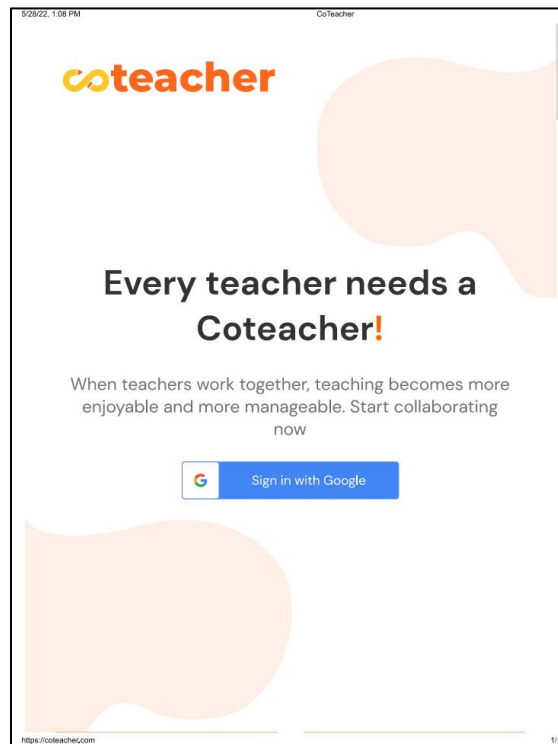 5/28/22, 1:08 PM CoTeacher
coteacher
Every teacher needs a
Coteacher!
When teachers work together, teaching becomes more
enjoyable and more manageable. Start collaborating
now
G Sign in with Google
https://coteacher.com 1/